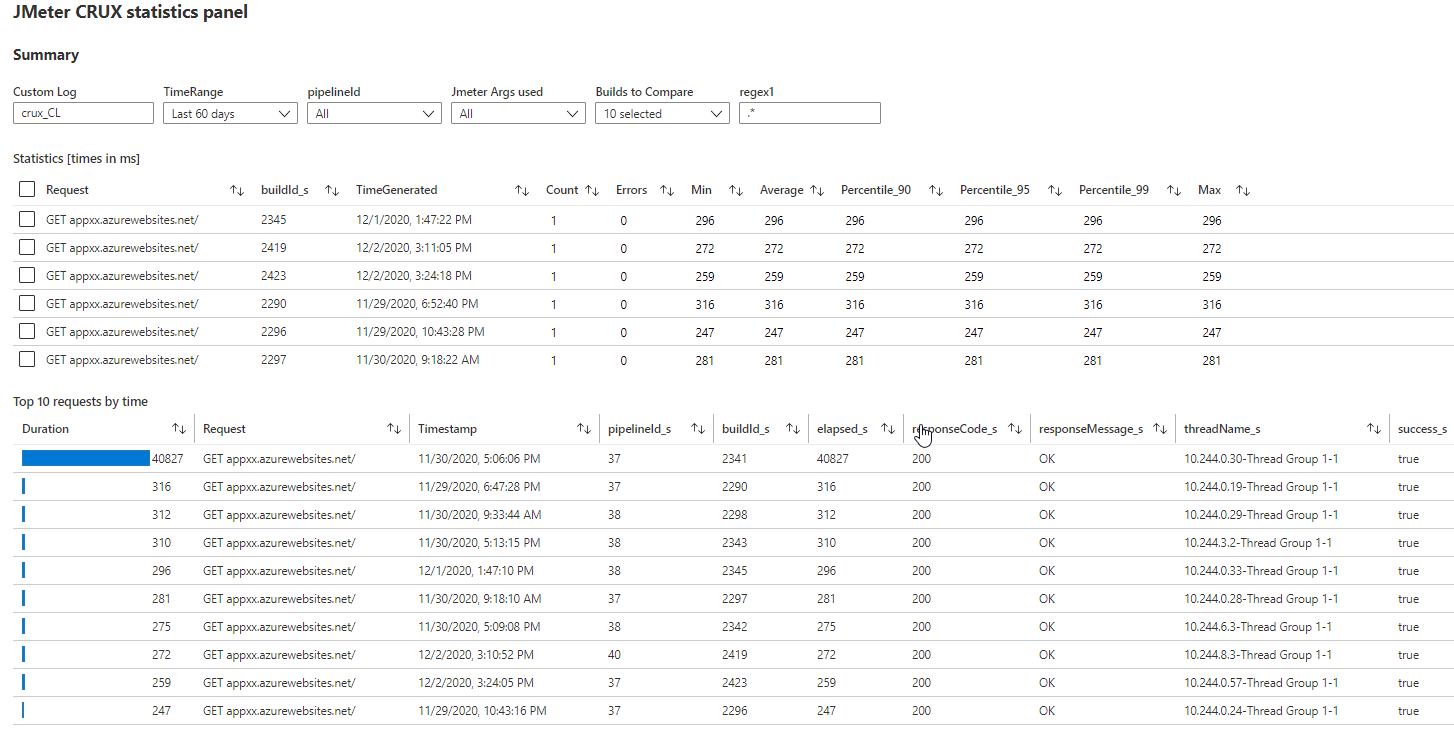 JMeter CRUX statistics panel
Summary
Custom Log TimeRange pipelineId Jmeter Args used Builds to Compare regex1
crux_CL Last 60 days All All 10 selected .*
Statistics [times in ms]
Request buildId_s TimeGenerated Count Errors Min Average Percentile_90 Percentile_95 Percentile_99 Max
GET appxx.azurewebsites.net/ 2345 12/1/2020, 1:47:22 PM 1 0 296 296 296 296 296 296
GET appxx.azurewebsites.net/ 2419 12/2/2020, 3:11:05 PM 1 0 272 272 272 272 272 272
GET appxx.azurewebsites.net/ 2423 12/2/2020, 3:24:18 PM 1 0 259 259 259 259 259 259
GET appxx.azurewebsites.net/ 2290 11/29/2020, 6:52:40 PM 1 0 316 316 316 316 316 316
GET appxx.azurewebsites.net/ 2296 11/29/2020, 10:43:28 PM 1 0 247 247 247 247 247 247
GET appxx.azurewebsites.net/ 2297 11/30/2020, 9:18:22 AM 1 0 281 281 281 281 281 281
Top 10 requests by time
Duration Request Timestamp pipelineId_s buildId_s elapsed_s responseCode_s responseMessage_s threadName_s success_s
40827 GET appxx.azurewebsites.net/ 11/30/2020, 5:06:06 PM 37 2341 40827 200 OK 10.244.0.30-Thread Group 1-1 true
316 GET appxx.azurewebsites.net/ 11/29/2020, 6:47:28 PM 37 2290 316 200 OK 10.244.0.19-Thread Group 1-1 true
312 GET appxx.azurewebsites.net/ 11/30/2020, 9:33:44 AM 38 2298 312 200 OK 10.244.0.29-Thread Group 1-1 true
310 GET appxx.azurewebsites.net/ 11/30/2020, 5:13:15 PM 38 2343 310 200 OK 10.244.3.2-Thread Group 1-1 true
296 GET appxx.azurewebsites.net/ 12/1/2020, 1:47:10 PM 38 2345 296 200 OK 10.244.0.33-Thread Group 1-1 true
281 GET appxx.azurewebsites.net/ 11/30/2020, 9:18:10 AM 37 2297 281 200 OK 10.244.0.28-Thread Group 1-1 true
275 GET appxx.azurewebsites.net/ 11/30/2020, 5:09:08 PM 38 2342 275 200 OK 10.244.6.3-Thread Group 1-1 true
272 GET appxx.azurewebsites.net/ 12/2/2020, 3:10:52 PM 40 2419 272 200 OK 10.244.8.3-Thread Group 1-1 true
259 GET appxx.azurewebsites.net/ 12/2/2020, 3:24:05 PM 37 2423 259 200 OK 10.244.0.57-Thread Group 1-1 true
247 GET appxx.azurewebsites.net/ 11/29/2020, 10:43:16 PM 37 2296 247 200 OK 10.244.0.24-Thread Group 1-1 true